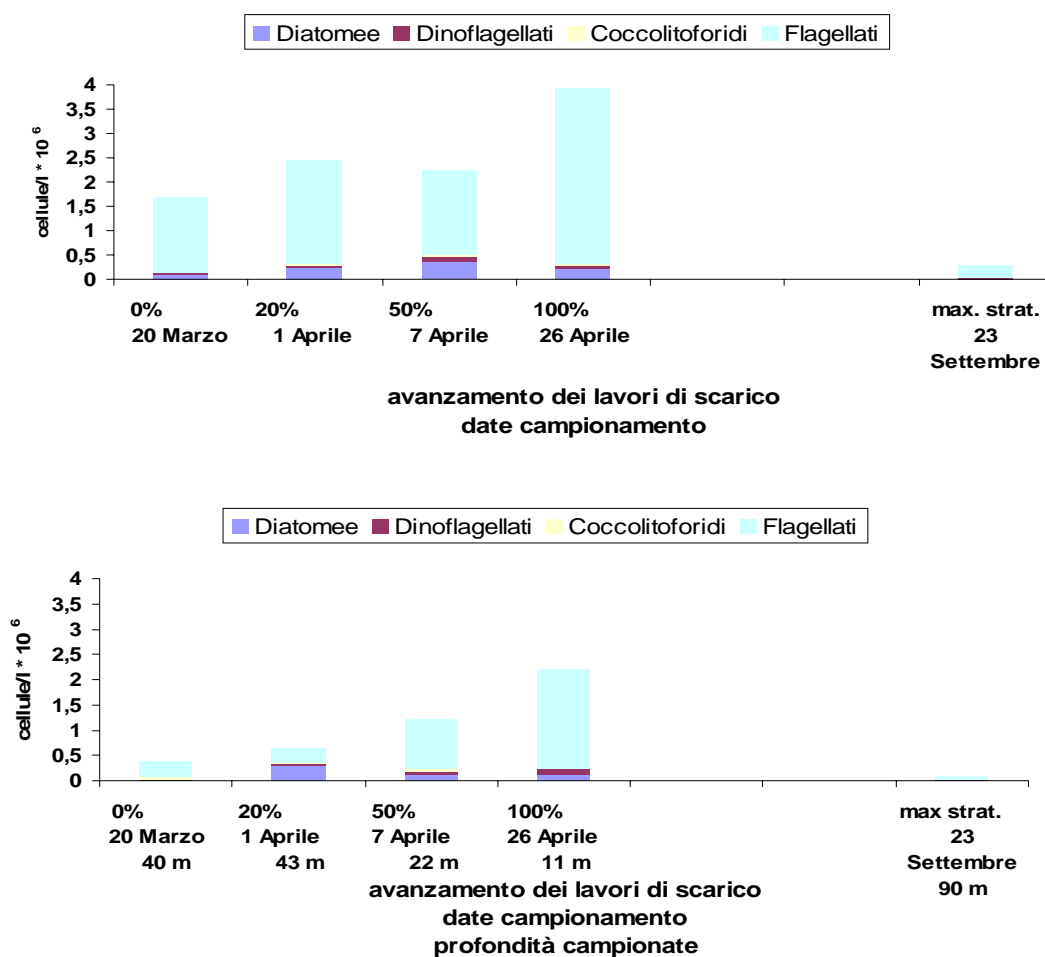 Diatomee Dinoflagellati Coccolitoforidi Flagellati
cellule/l * 10 6
4
3,5
3
2,5
2
1,5
1
0,5
0
0% 20% 50% 100% max. strat.
20 Marzo 1 Aprile 7 Aprile 26 Aprile 23
Settembre
avanzamento dei lavori di scarico
date campionamento
Diatomee Dinoflagellati Coccolitoforidi Flagellati
cellule/l * 10 6
4
3,5
3
2,5
2
1,5
1
0,5
0
0% 20% 50% 100% max strat.
20 Marzo 1 Aprile 7 Aprile 26 Aprile 23
40 m 43 m 22 m 11 m Settembre
90 m
avanzamento dei lavori di scarico
date campionamento
profondità campionate